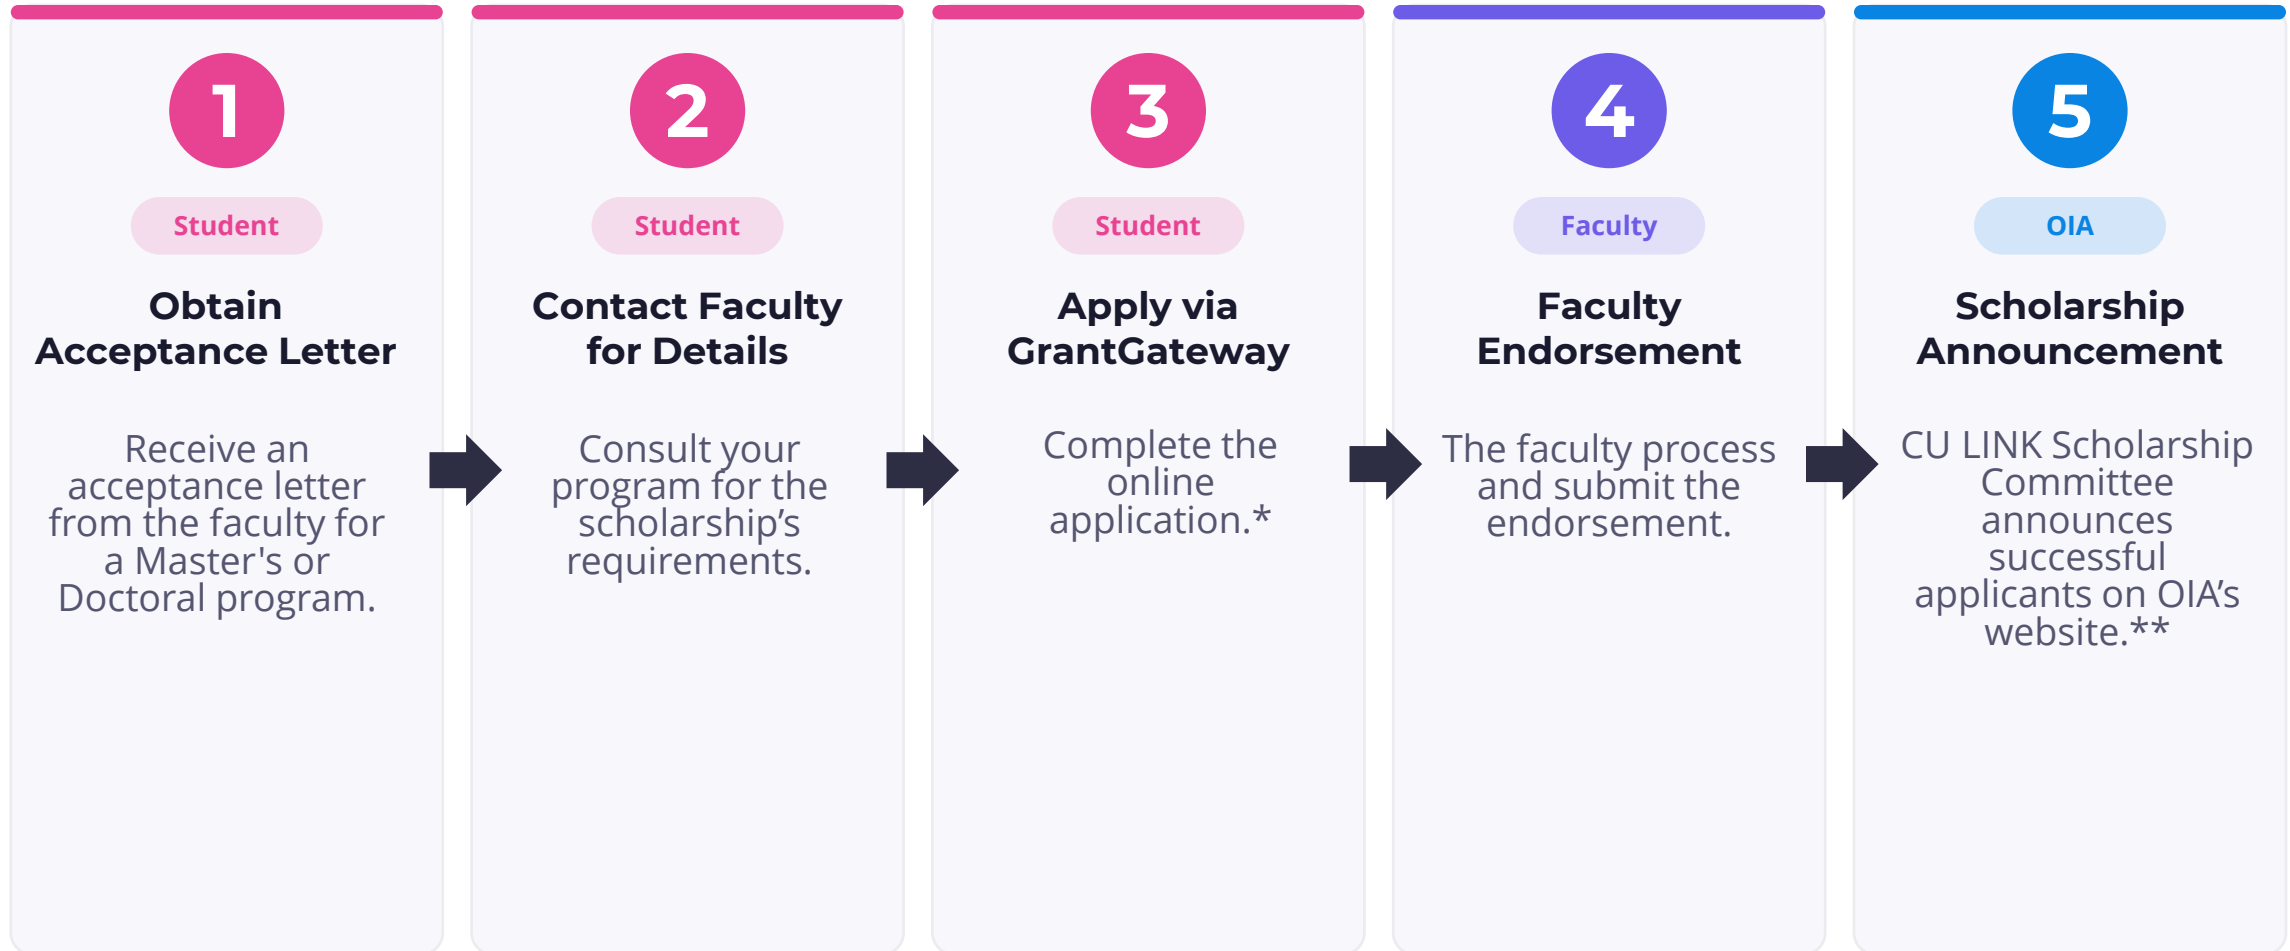 1
Student
Obtain
Acceptance Letter
Receive an
acceptance letter
from the faculty for
a Master's or
Doctoral program.
2
Student
Contact Faculty
for Details
Consult your
program for the
scholarship’s
requirements.
3
Student
Apply via
GrantGateway
Complete the
online
application.*
4
Faculty
Faculty
Endorsement
The faculty process
and submit the
endorsement.
5
OIA
Scholarship
Announcement
CU LINK Scholarship
Committee
announces
successful
applicants on OIA’s
website.**